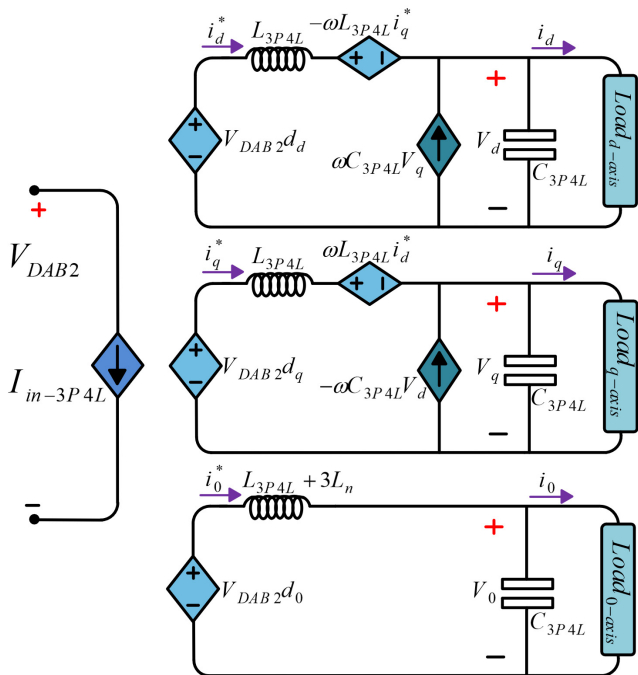 i_d^* L_{3P4L} -ωL_{3P4L}i_q^* i_d
+ -
+
-
V_{DAB2}d_d
ωC_{3P4L}V_q
+
V_d
-
C_{3P4L}
Load_{d-axis}
+
V_{DAB2}
I_{in-3P4L}
-
i_q^* L_{3P4L} ωL_{3P4L}i_d^* i_q
+ -
+
-
V_{DAB2}d_q
-ωC_{3P4L}V_d
+
V_q
-
C_{3P4L}
Load_{q-axis}
i_0^* L_{3P4L} + 3L_n i_0
+
-
V_{DAB2}d_0
+
V_0
-
C_{3P4L}
Load_{0-axis}